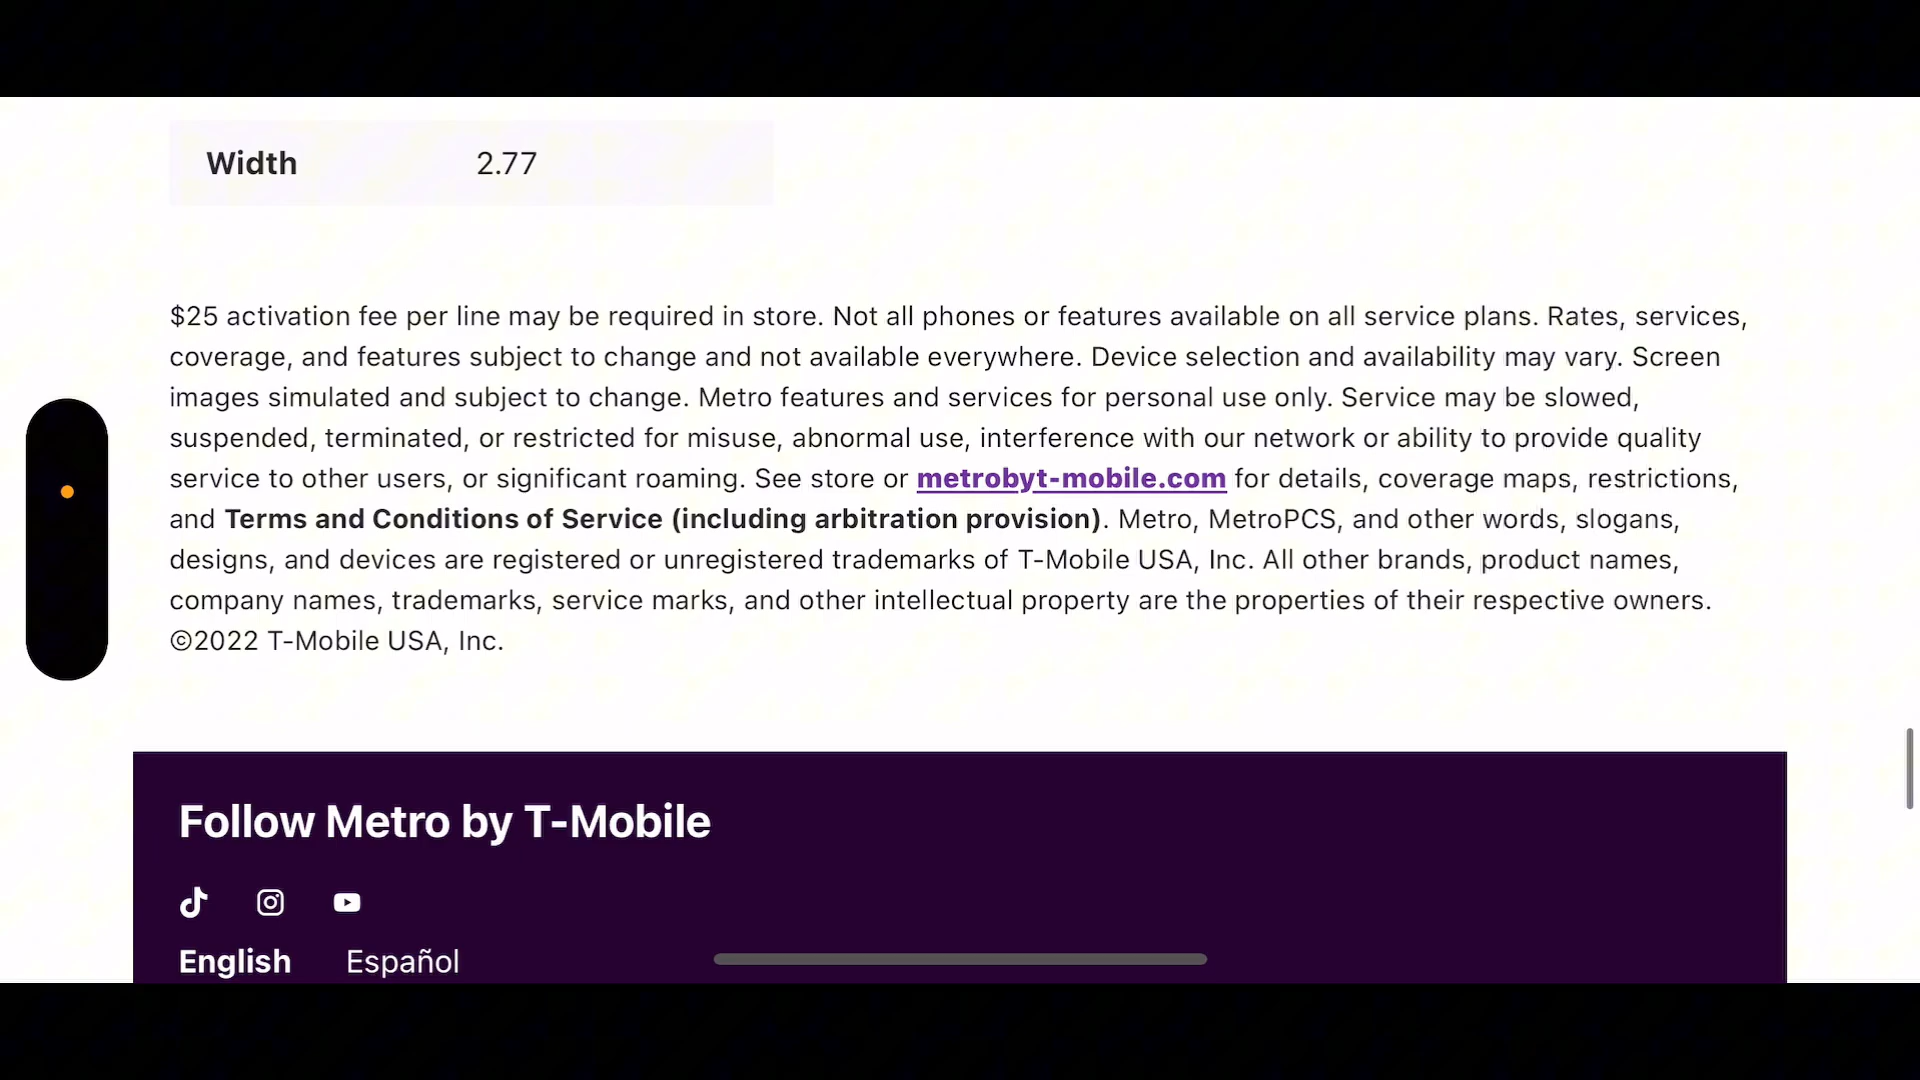 Width 2.77
$25 activation fee per line may be required in store. Not all phones or features available on all service plans. Rates, services,
coverage, and features subject to change and not available everywhere. Device selection and availability may vary. Screen
images simulated and subject to change. Metro features and services for personal use only. Service may be slowed,
suspended, terminated, or restricted for misuse, abnormal use, interference with our network or ability to provide quality
service to other users, or significant roaming. See store or metrobyt-mobile.com for details, coverage maps, restrictions,
and Terms and Conditions of Service (including arbitration provision). Metro, MetroPCS, and other words, slogans,
designs, and devices are registered or unregistered trademarks of T-Mobile USA, Inc. All other brands, product names,
company names, trademarks, service marks, and other intellectual property are the properties of their respective owners.
©2022 T-Mobile USA, Inc.
Follow Metro by T-Mobile
English Español